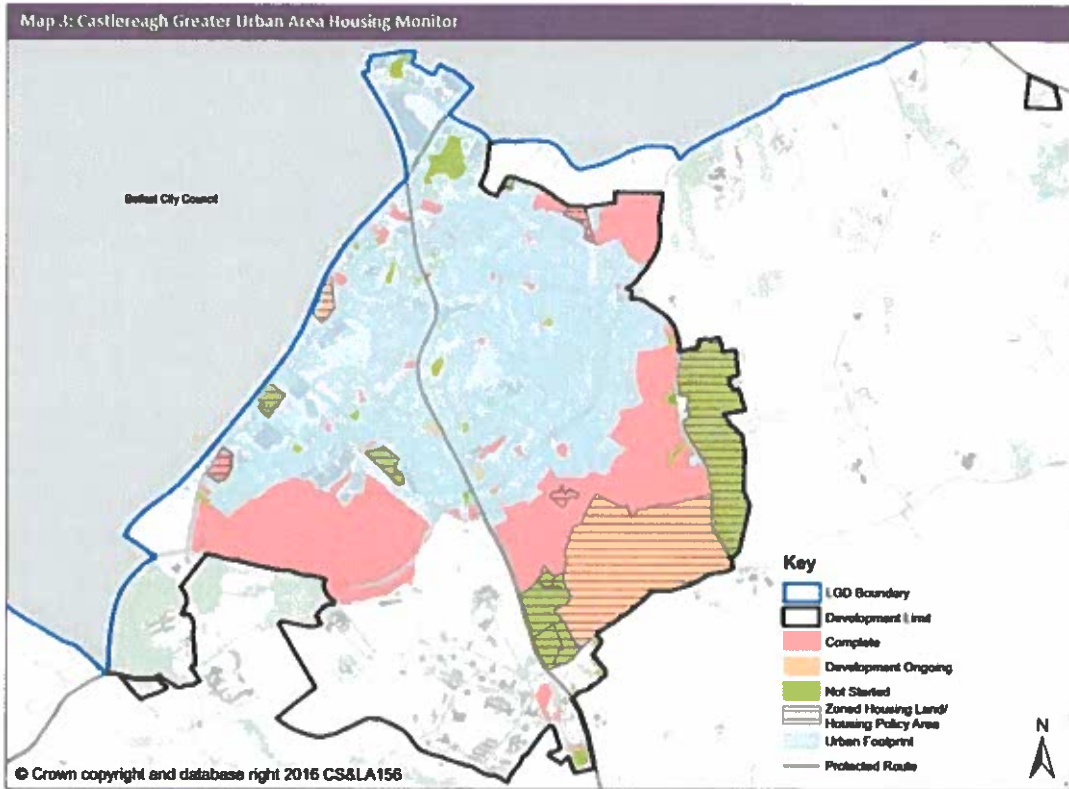 Map 3: Castlereagh Greater Urban Area Housing Monitor
Belfast City Council
Key
LGD Boundary
Development Limit
Complete
Development Ongoing
Not Started
Zoned Housing Land/
Housing Policy Area
Urban Footprint
Protected Route
N
© Crown copyright and database right 2016 CS&LA156